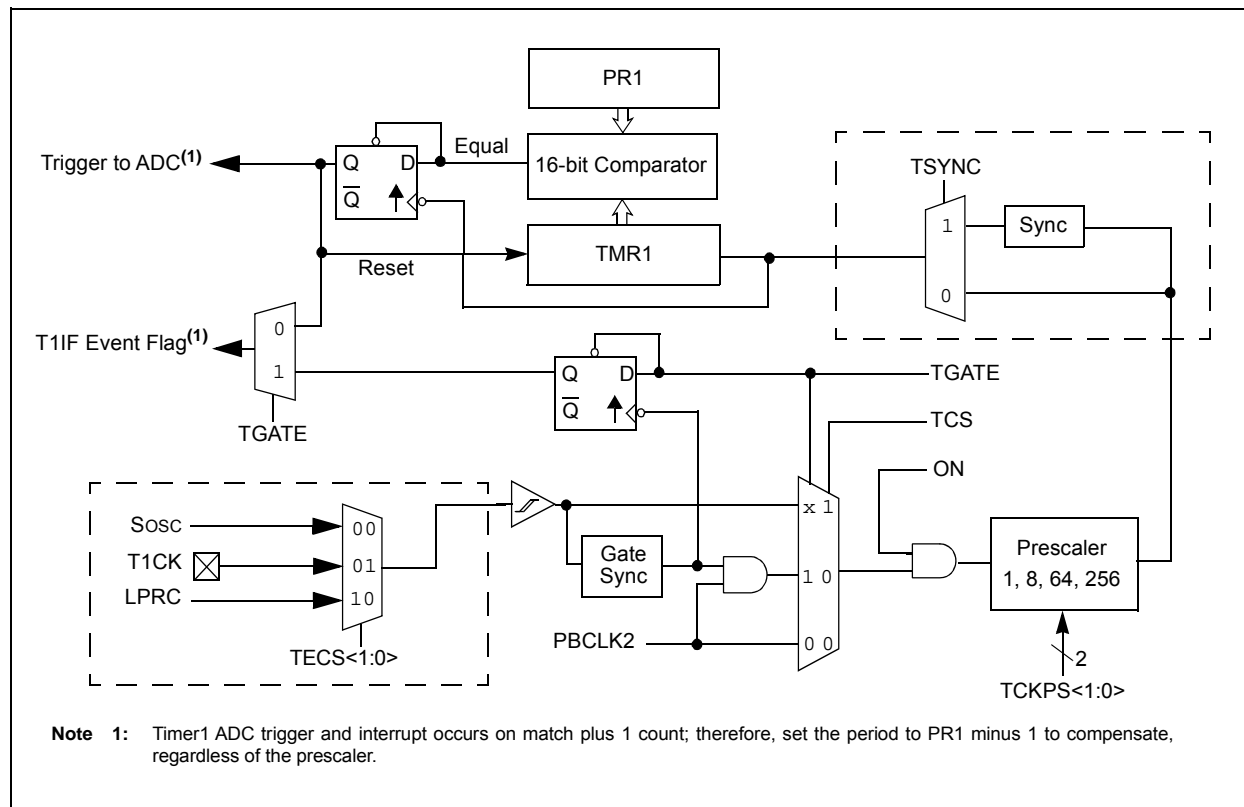 PR1
Trigger to ADC(1)
Q D
Equal
16-bit Comparator
TSYNC
Q
1
Sync
Reset
TMR1
0
T1IF Event Flag(1)
0
1
Q D
TGATE
Q
TGATE
TCS
ON
SOSC
00
x 1
T1CK
01
Gate
Sync
1 0
Prescaler
1, 8, 64, 256
LPRC
10
PBCLK2
0 0
TECS<1:0>
2
TCKPS<1:0>
Note 1: Timer1 ADC trigger and interrupt occurs on match plus 1 count; therefore, set the period to PR1 minus 1 to compensate,
regardless of the prescaler.